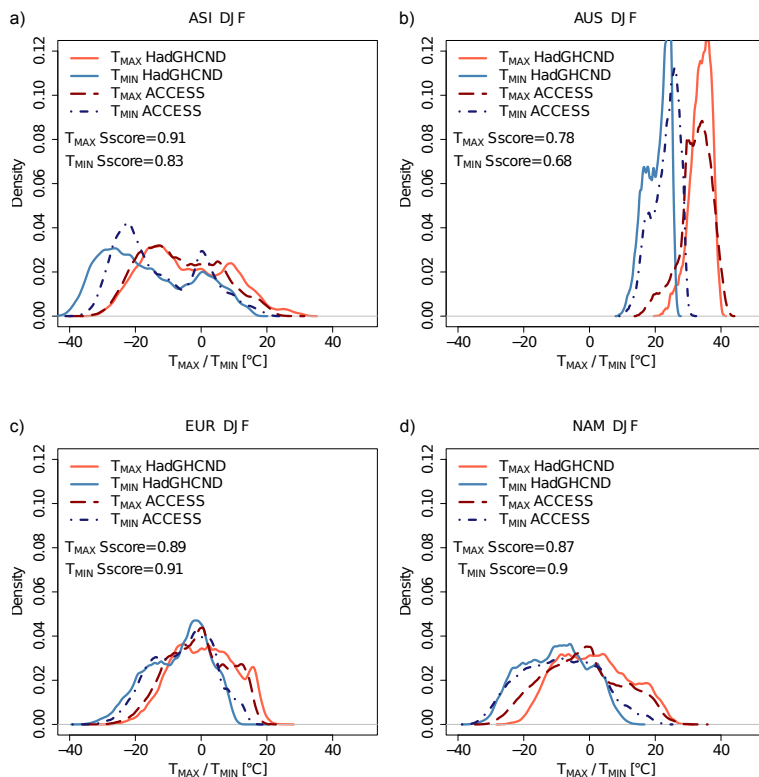 a)
ASI DJF
Density
0.00 0.02 0.04 0.06 0.08 0.10 0.12
TMAX HadGHCND
TMIN HadGHCND
TMAX ACCESS
TMIN ACCESS
TMAX Sscore=0.91
TMIN Sscore=0.83
−40 −20 0 20 40
TMAX / TMIN [°C]
b)
AUS DJF
Density
0.00 0.02 0.04 0.06 0.08 0.10 0.12
TMAX HadGHCND
TMIN HadGHCND
TMAX ACCESS
TMIN ACCESS
TMAX Sscore=0.78
TMIN Sscore=0.68
−40 −20 0 20 40
TMAX / TMIN [°C]
c)
EUR DJF
Density
0.00 0.02 0.04 0.06 0.08 0.10 0.12
TMAX HadGHCND
TMIN HadGHCND
TMAX ACCESS
TMIN ACCESS
TMAX Sscore=0.89
TMIN Sscore=0.91
−40 −20 0 20 40
TMAX / TMIN [°C]
d)
NAM DJF
Density
0.00 0.02 0.04 0.06 0.08 0.10 0.12
TMAX HadGHCND
TMIN HadGHCND
TMAX ACCESS
TMIN ACCESS
TMAX Sscore=0.87
TMIN Sscore=0.9
−40 −20 0 20 40
TMAX / TMIN [°C]